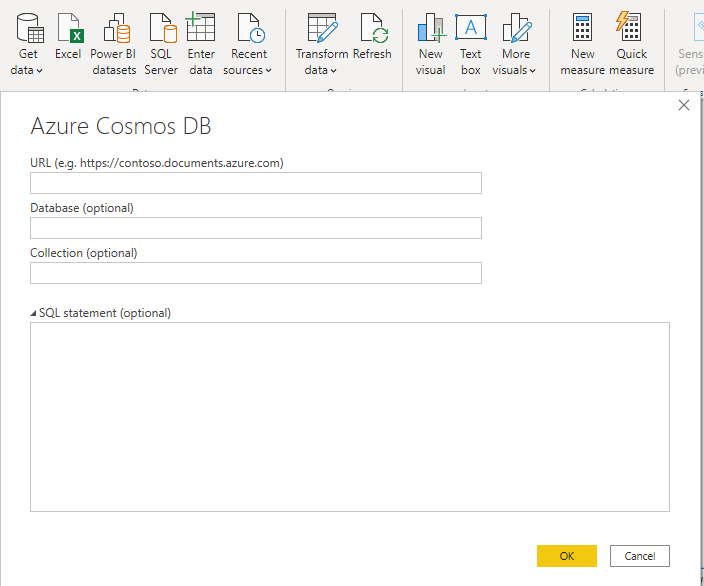 Get data
Excel
Power BI datasets
SQL Server
Enter data
Recent sources
Transform data
Refresh
New visual
Text box
More visuals
New measure
Quick measure
Azure Cosmos DB
URL (e.g. https://contoso.documents.azure.com)
Database (optional)
Collection (optional)
SQL statement (optional)
OK
Cancel